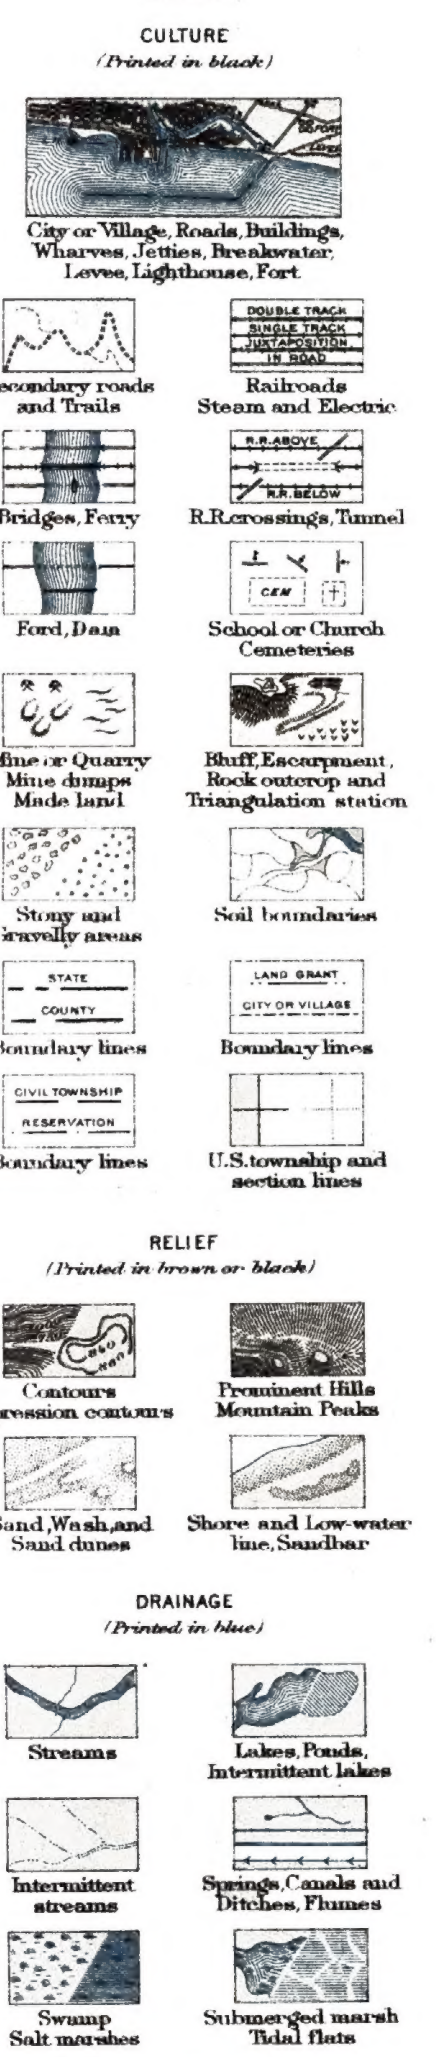 CULTURE
(Printed in black)
City or Village, Roads, Buildings,
Wharves, Jetties, Breakwater,
Levee, Lighthouse, Fort
DOUBLE TRACK
SINGLE TRACK
JUXTAPOSITION
IN ROAD
econdary roads
and Trails
Railroads
Steam and Electric
R.R. ABOVE
R.R. BELOW
Bridges, Ferry
R.R. crossings, Tunnel
CEM
Ford, Dam
School or Church
Cemeteries
Mine or Quarry
Mine dumps
Made land
Bluff, Escarpment,
Rock outcrop and
Triangulation station
Stony and
Gravelly areas
Soil boundaries
STATE
COUNTY
LAND GRANT
CITY OR VILLAGE
Boundary lines
Boundary lines
CIVIL TOWNSHIP
RESERVATION
Boundary lines
U.S. township and
section lines
RELIEF
(Printed in brown or black)
Contours
ression contours
Prominent Hills
Mountain Peaks
Sand, Wash, and
Sand dunes
Shore and Low-water
line, Sandbar
DRAINAGE
(Printed in blue)
Streams
Lakes, Ponds,
Intermittent lakes
Intermittent
streams
Springs, Canals and
Ditches, Flumes
Swamp
Salt marshes
Submerged marsh
Tidal flats